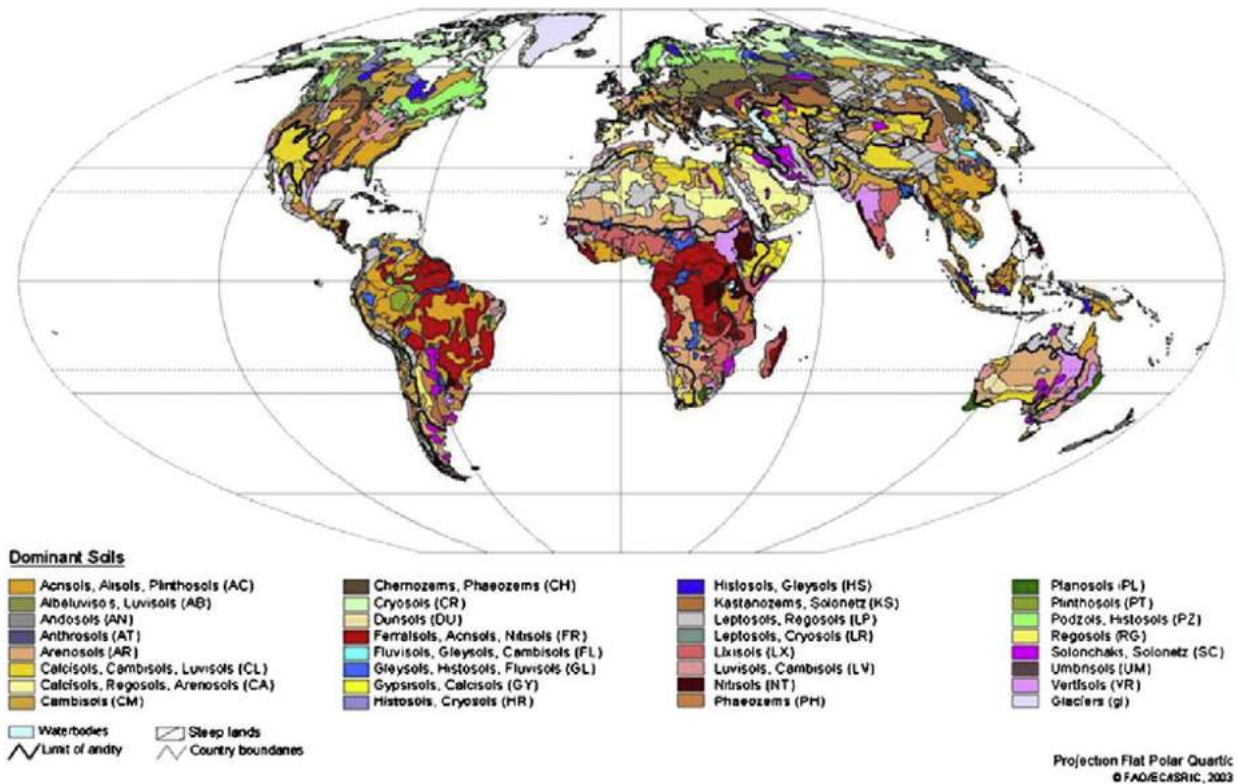 Dominant Soils
Acrisols, Alisols, Plinthosols (AC)
Albeluvisols, Luvisols (AB)
Andosols (AN)
Anthrosols (AT)
Arenosols (AR)
Calcisols, Cambisols, Luvisols (CL)
Calcisols, Regosols, Arenosols (CA)
Cambisols (CM)
Chernozems, Phaeozems (CH)
Cryosols (CR)
Durisols (DU)
Ferralsols, Acrisols, Nitisols (FR)
Fluvisols, Gleysols, Cambisols (FL)
Gleysols, Histosols, Fluvisols (GL)
Gypsisols, Calcisols (GY)
Histosols, Cryosols (HR)
Histosols, Gleysols (HS)
Kastanozems, Solonetz (KS)
Leptosols, Regosols (LP)
Leptosols, Cryosols (LR)
Lixisols (LX)
Luvisols, Cambisols (LV)
Nitisols (NT)
Phaeozems (PH)
Planosols (PL)
Plinthosols (PT)
Podzols, Histosols (PZ)
Regosols (RG)
Solonchaks, Solonetz (SC)
Umbrisols (UM)
Vertisols (VR)
Glaciers (gl)
Waterbodies
Limit of aridity
Steep lands
Country boundaries
Projection Flat Polar Quartic
© FAO/EC/ISRIC, 2003